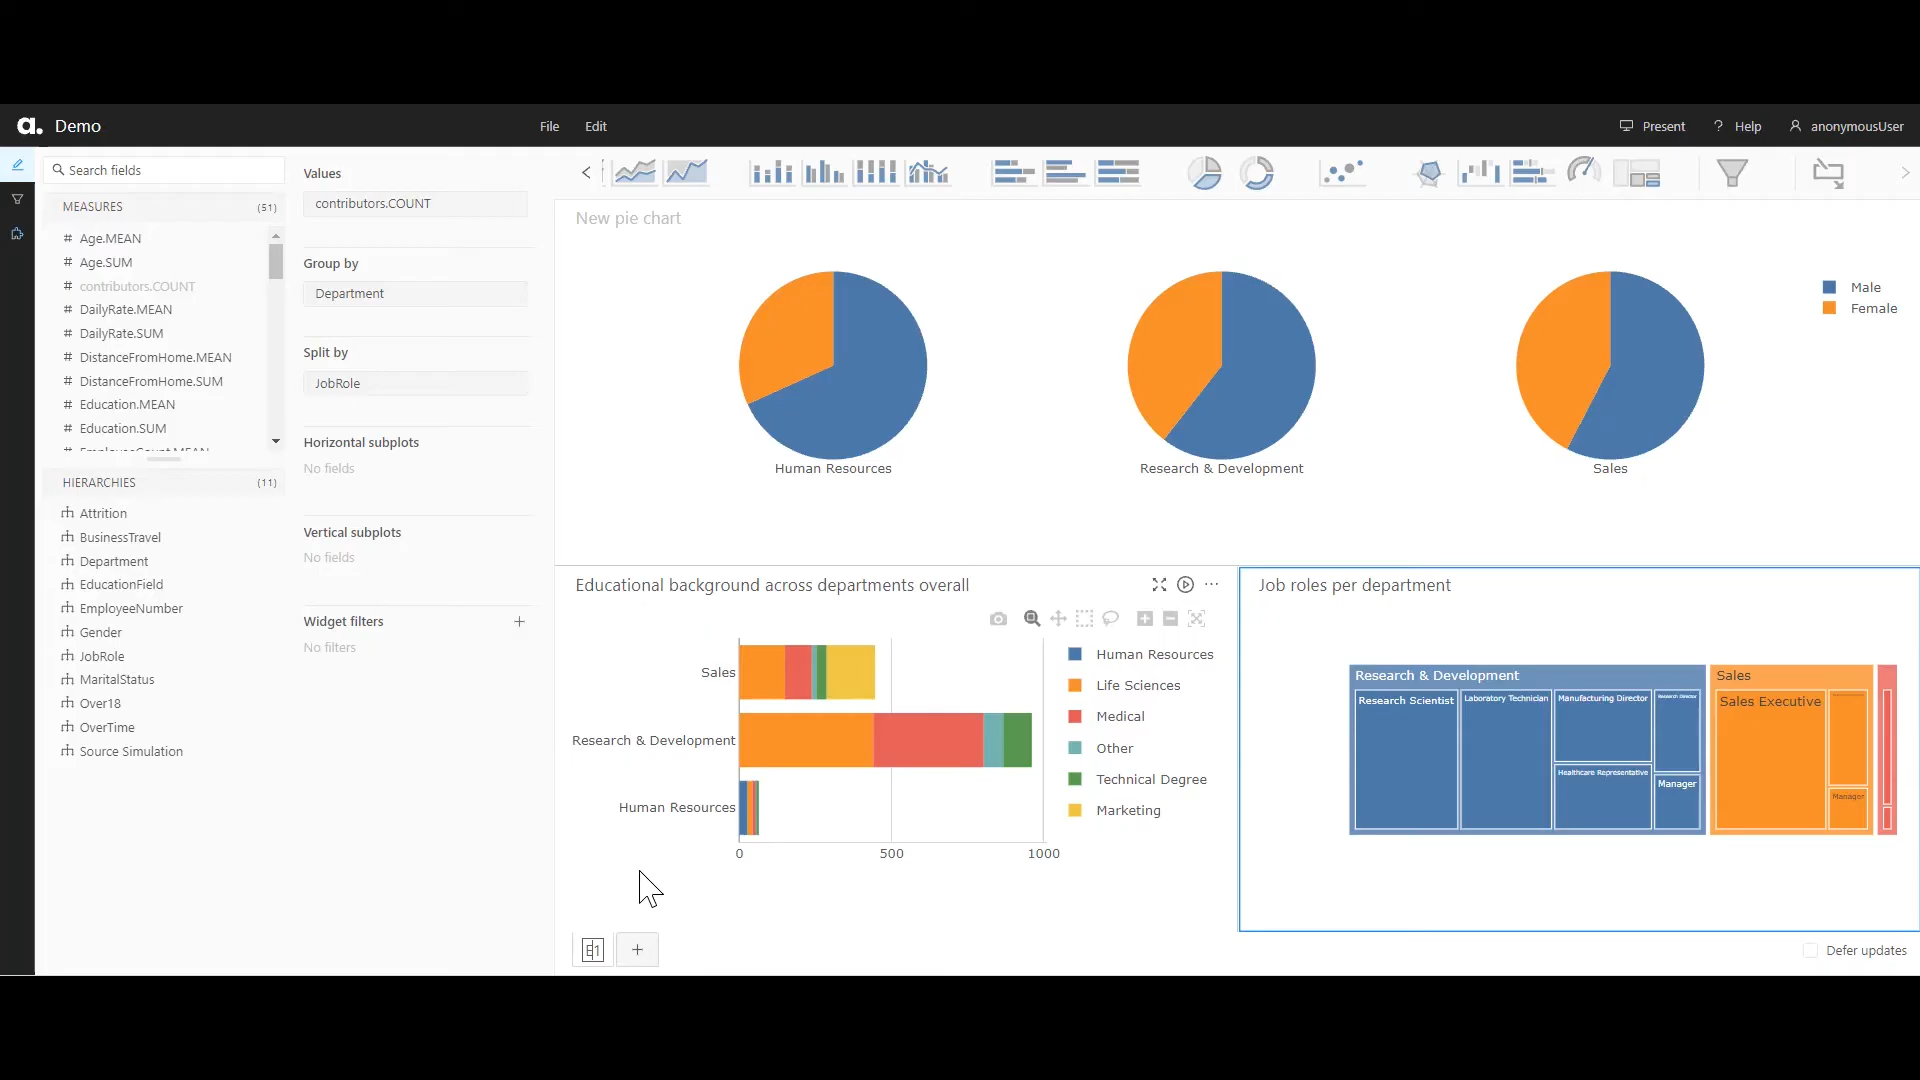 a. Demo
File
Edit
Present
? Help
anonymousUser
Search fields
MEASURES (51)
# Age.MEAN
# Age.SUM
# contributors.COUNT
# DailyRate.MEAN
# DailyRate.SUM
# DistanceFromHome.MEAN
# DistanceFromHome.SUM
# Education.MEAN
# Education.SUM
# EmployeeCount.MEAN
HIERARCHIES (11)
Attrition
BusinessTravel
Department
EducationField
EmployeeNumber
Gender
JobRole
MaritalStatus
Over18
OverTime
Source Simulation
Values
contributors.COUNT
Group by
Department
Split by
JobRole
Horizontal subplots
No fields
Vertical subplots
No fields
Widget filters +
No filters
New pie chart
Human Resources
Research & Development
Sales
Male
Female
Educational background across departments overall
Sales
Research & Development
Human Resources
0
500
1000
Human Resources
Life Sciences
Medical
Other
Technical Degree
Marketing
Job roles per department
Research & Development
Research Scientist
Laboratory Technician
Manufacturing Director
Research Director
Healthcare Representative
Manager
Sales
Sales Executive
Manager
+
Defer updates